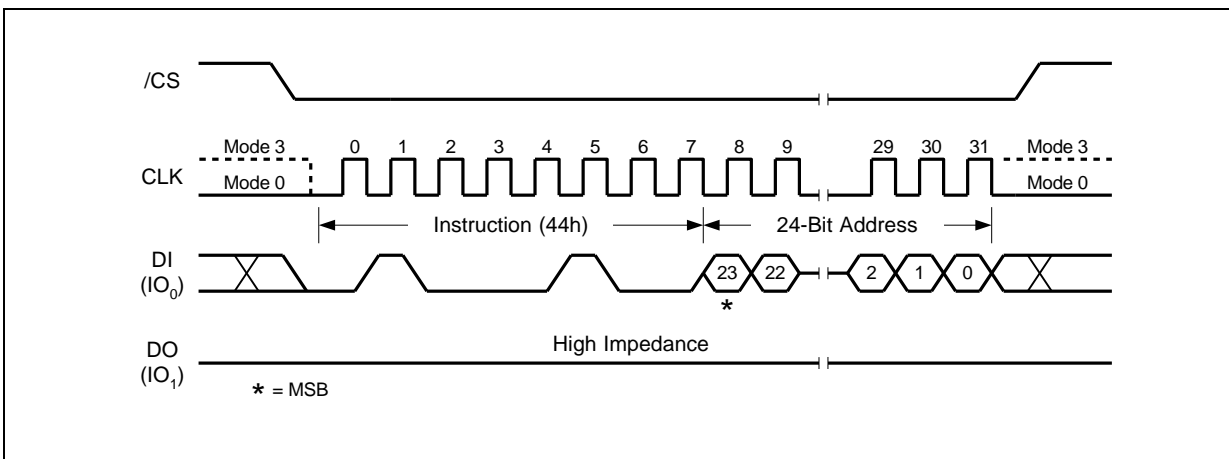 /CS
Mode 3 0 1 2 3 4 5 6 7 8 9 29 30 31 Mode 3
CLK Mode 0 Mode 0
Instruction (44h) 24-Bit Address
DI
(IO0) 23 22 2 1 0
*
DO High Impedance
(IO1)
* = MSB